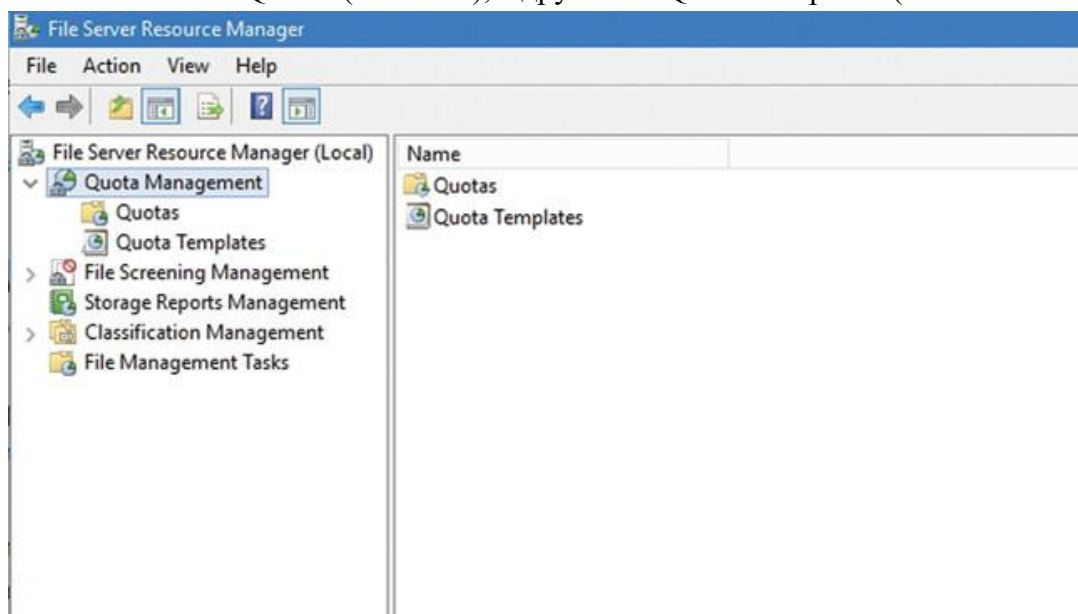 File Server Resource Manager
File Action View Help
File Server Resource Manager (Local)
Quota Management
Quotas
Quota Templates
File Screening Management
Storage Reports Management
Classification Management
File Management Tasks
Name
Quotas
Quota Templates